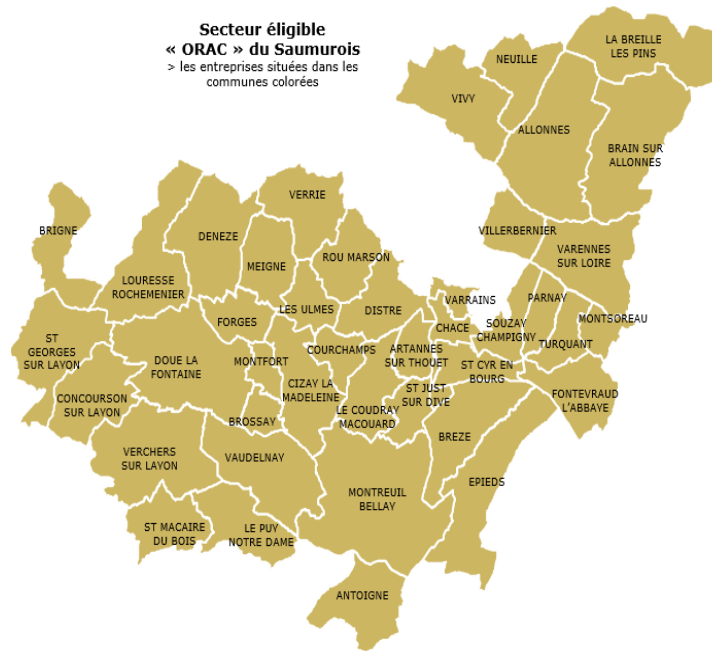 Secteur éligible
« ORAC » du Saumurois
> les entreprises situées dans les
communes colorées
LA BREILLE
LES PINS
NEUILLE
VIVY
ALLONNES
BRAIN SUR
ALLONNES
VERRIE
BRIGNE
DENEZE
VILLERBERNIER
VARENNES
SUR LOIRE
MEIGNE
ROU MARSON
LOURESSE
ROCHEMENIER
VARRAINS
PARNAY
LES ULMES
DISTRE
FORGES
CHACE
SOUZAY
CHAMPIGNY
MONTSOREAU
TURQUANT
ST
GEORGES
SUR LAYON
DOUE LA
FONTAINE
MONTFORT
COURCHAMPS
ARTANNES
SUR THOUET
ST CYR EN
BOURG
CIZAY LA
MADELEINE
ST JUST
SUR DIVE
FONTEVRAUD
L'ABBAYE
CONCOURSON
SUR LAYON
BROSSAY
LE COUDRAY
MACOUARD
BREZE
VERCHERS
SUR LAYON
VAUDELNAY
EPIEDS
MONTREUIL
BELLAY
ST MACAIRE
DU BOIS
LE PUY
NOTRE DAME
ANTOIGNE